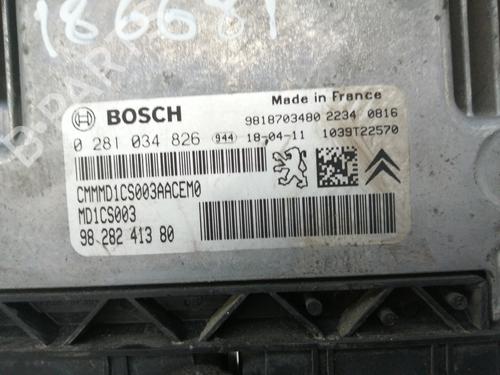 186681
BOSCH
Made in France
9818703480 2234 0816
0 281 034 826 944 18-04-11 1039T22570
CMMMD1CS003AACEM0
MD1CS003
98 282 413 80